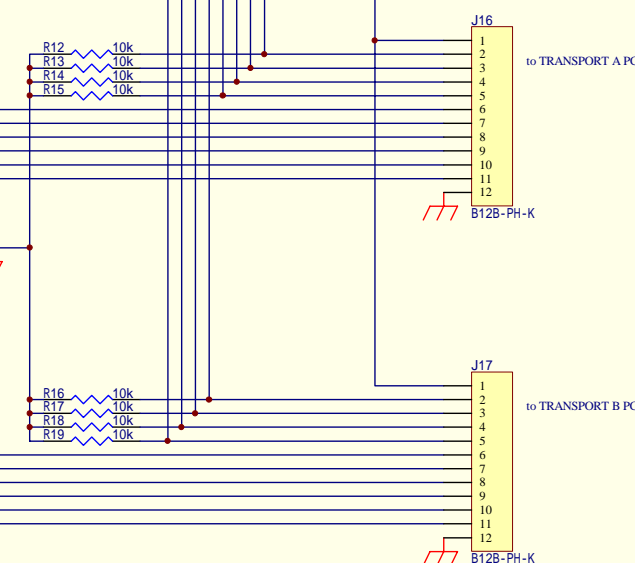 J16
R12 10k
R13 10k
R14 10k
R15 10k
1
2
3
4
5
6
7
8
9
10
11
12
to TRANSPORT A PC
B12B-PH-K
J17
R16 10k
R17 10k
R18 10k
R19 10k
1
2
3
4
5
6
7
8
9
10
11
12
to TRANSPORT B PC
B12B-PH-K